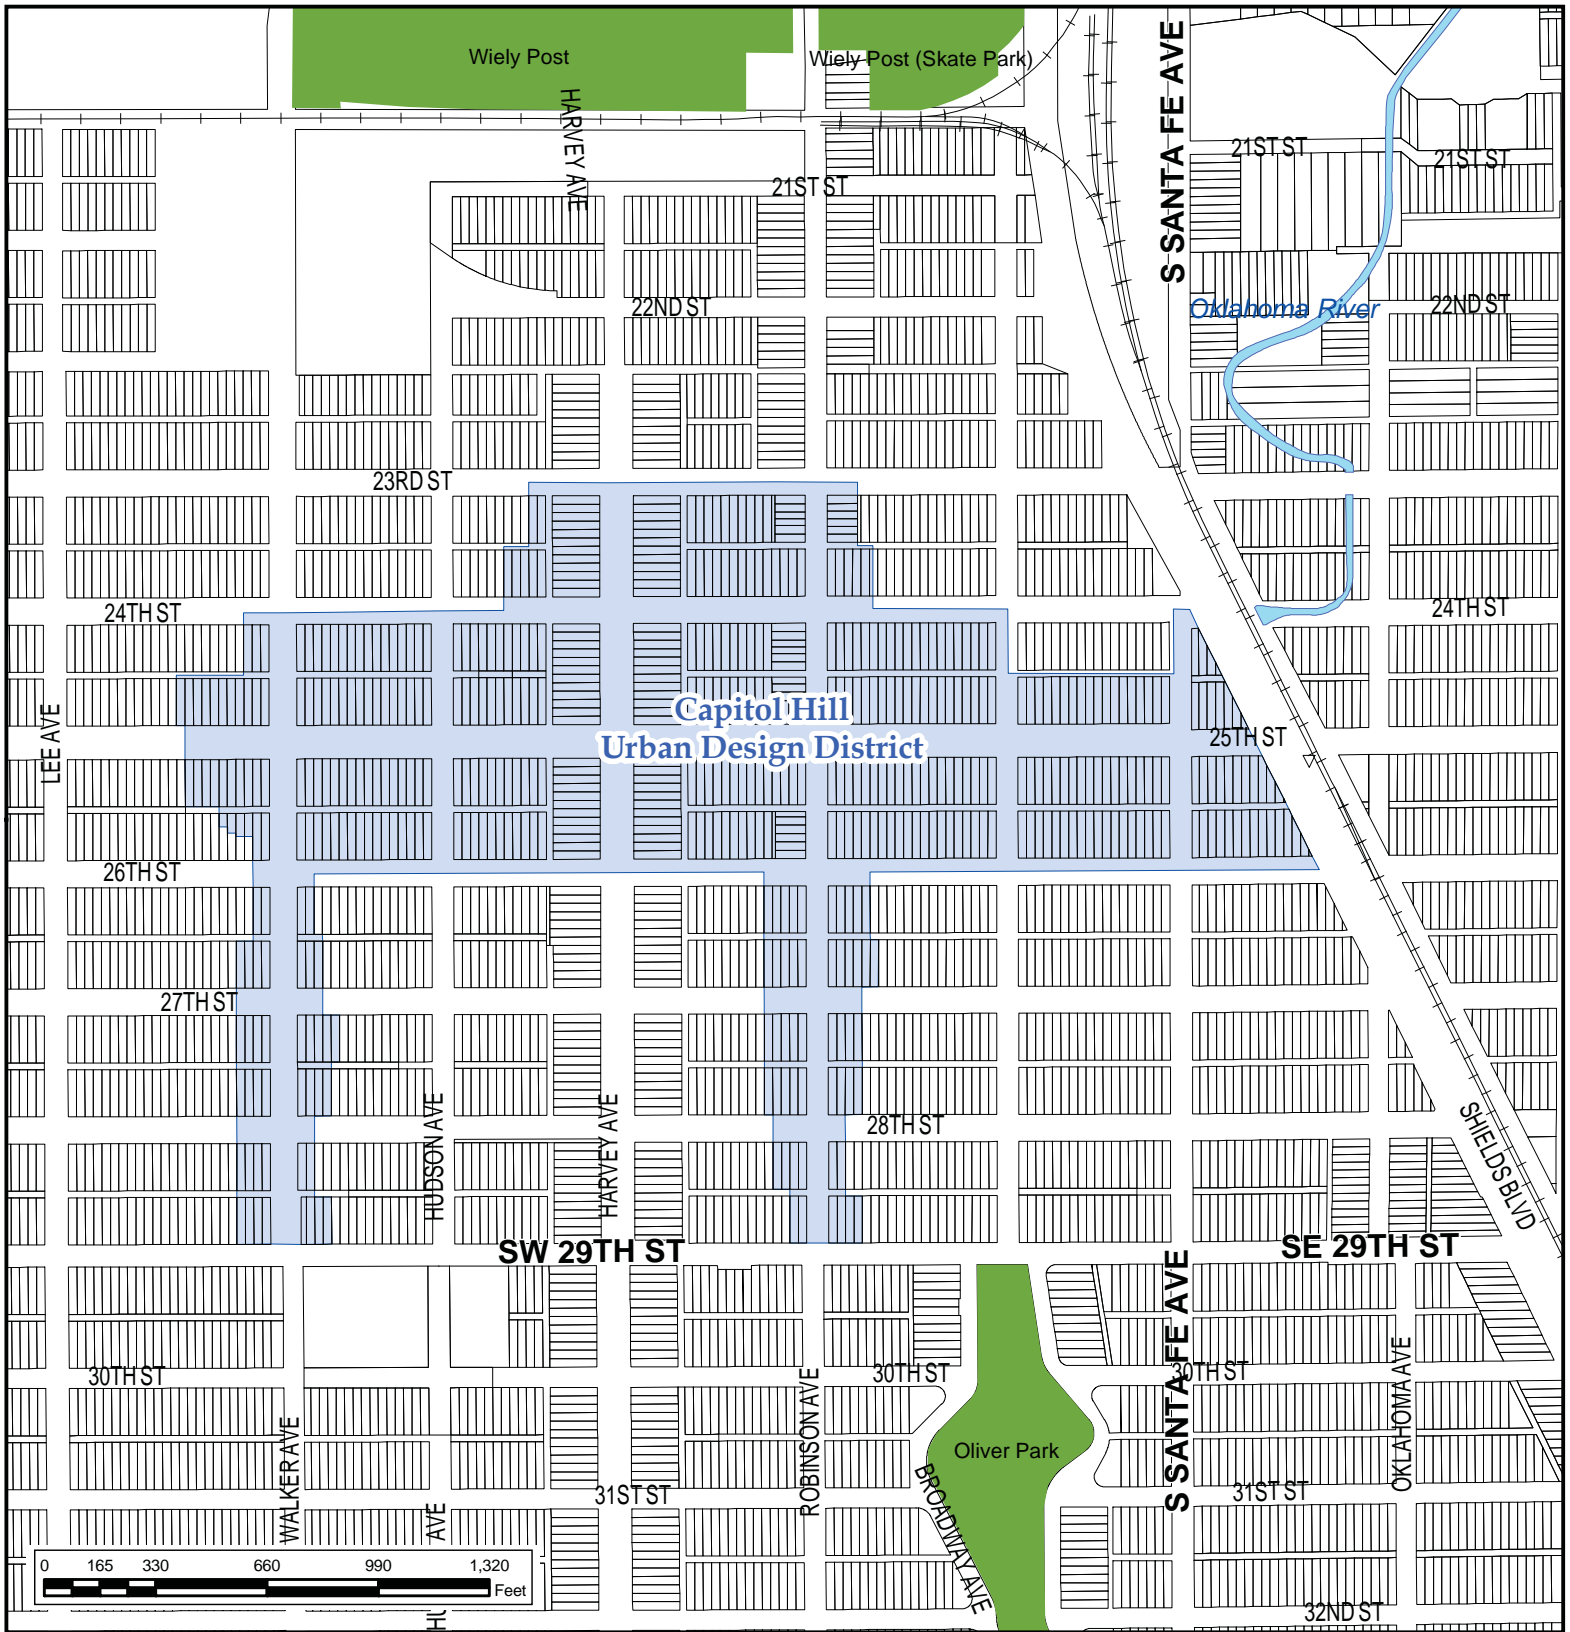 Wiely Post
Wiely Post (Skate Park)
S SANTA FE AVE
HARVEY AVE
21ST ST
21ST ST
21ST ST
22ND ST
Oklahoma River
22ND ST
23RD ST
24TH ST
24TH ST
LEE AVE
Capitol Hill
Urban Design District
25TH ST
26TH ST
27TH ST
HUDSON AVE
HARVEY AVE
28TH ST
SHIELDS BLVD
SW 29TH ST
SE 29TH ST
S SANTA FE AVE
30TH ST
30TH ST
30TH ST
WALKER AVE
ROBINSON AVE
OKLAHOMA AVE
Oliver Park
BROADWAY AVE
31ST ST
31ST ST
AVE
HU
32ND ST
0 165 330 660 990 1,320
Feet